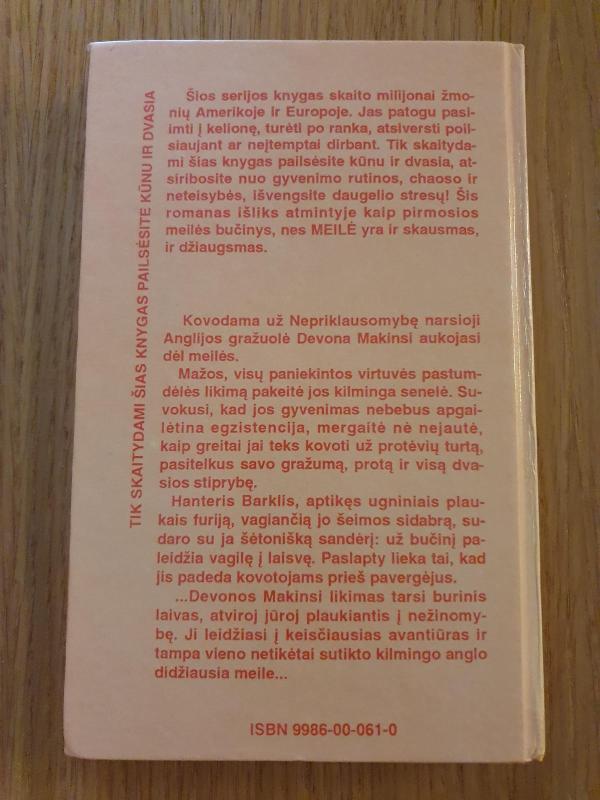 TIK SKAITYDAMI ŠIAS KNYGAS PAILSĖSITE KŪNU IR DVASIA
Šios serijos knygas skaito milijonai žmo-
nių Amerikoje ir Europoje. Jas patogu pasi-
imti į kelionę, turėti po ranka, atsiversti poil-
siaujant ar neįtemptai dirbant. Tik skaityda-
mi šias knygas pailsėsite kūnu ir dvasia, at-
siribosite nuo gyvenimo rutinos, chaoso ir
neteisybės, išvengsite daugelio stresų! Šis
romanas išliks atmintyje kaip pirmosios
meilės bučinys, nes MEILĖ yra ir skausmas,
ir džiaugsmas.
Kovodama už Nepriklausomybę narsioji
Anglijos gražuolė Devona Makinsi aukojasi
dėl meilės.
Mažos, visų paniekintos virtuvės pastum-
dėlės likimą pakeitė jos kilminga senelė. Su-
vokusi, kad jos gyvenimas nebebus apgai-
lėtina egzistencija, mergaitė nė nejautė,
kaip greitai jai teks kovoti už protėvių turtą,
pasitelkus savo gražumą, protą ir visą dva-
sios stiprybę.
Hanteris Barklis, aptikęs ugniniais plau-
kais furiją, vagiančią jo šeimos sidabrą, su-
daro su ja šėtonišką sandėrį: už bučinį pa-
leidžia vagilę į laisvę. Paslapty lieka tai, kad
jis padeda kovotojams prieš pavergėjus.
...Devonos Makinsi likimas tarsi burinis
laivas, atviroj jūroj plaukiantis į nežinomy-
bę. Ji leidžiasi į keisčiausias avantiūras ir
tampa vieno netikėtai sutikto kilmingo anglo
didžiausia meile...
ISBN 9986-00-061-0